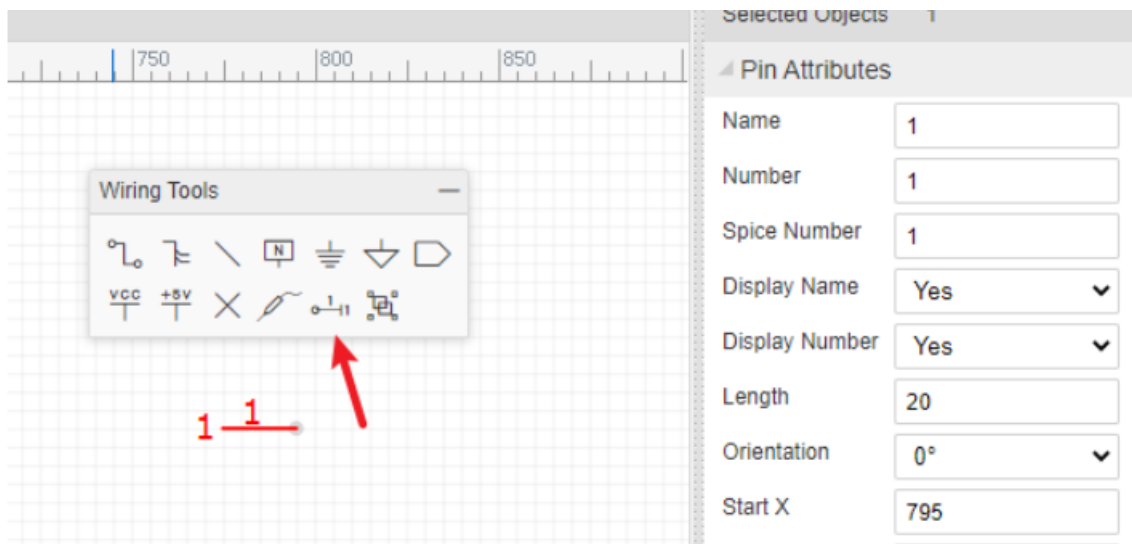 Selected Objects 1
750 800 850
Pin Attributes
Name 1
Number 1
Wiring Tools
Spice Number 1
N
Display Name Yes
VCC +5V 1 1
Display Number Yes
Length 20
1 1
Orientation 0°
Start X 795